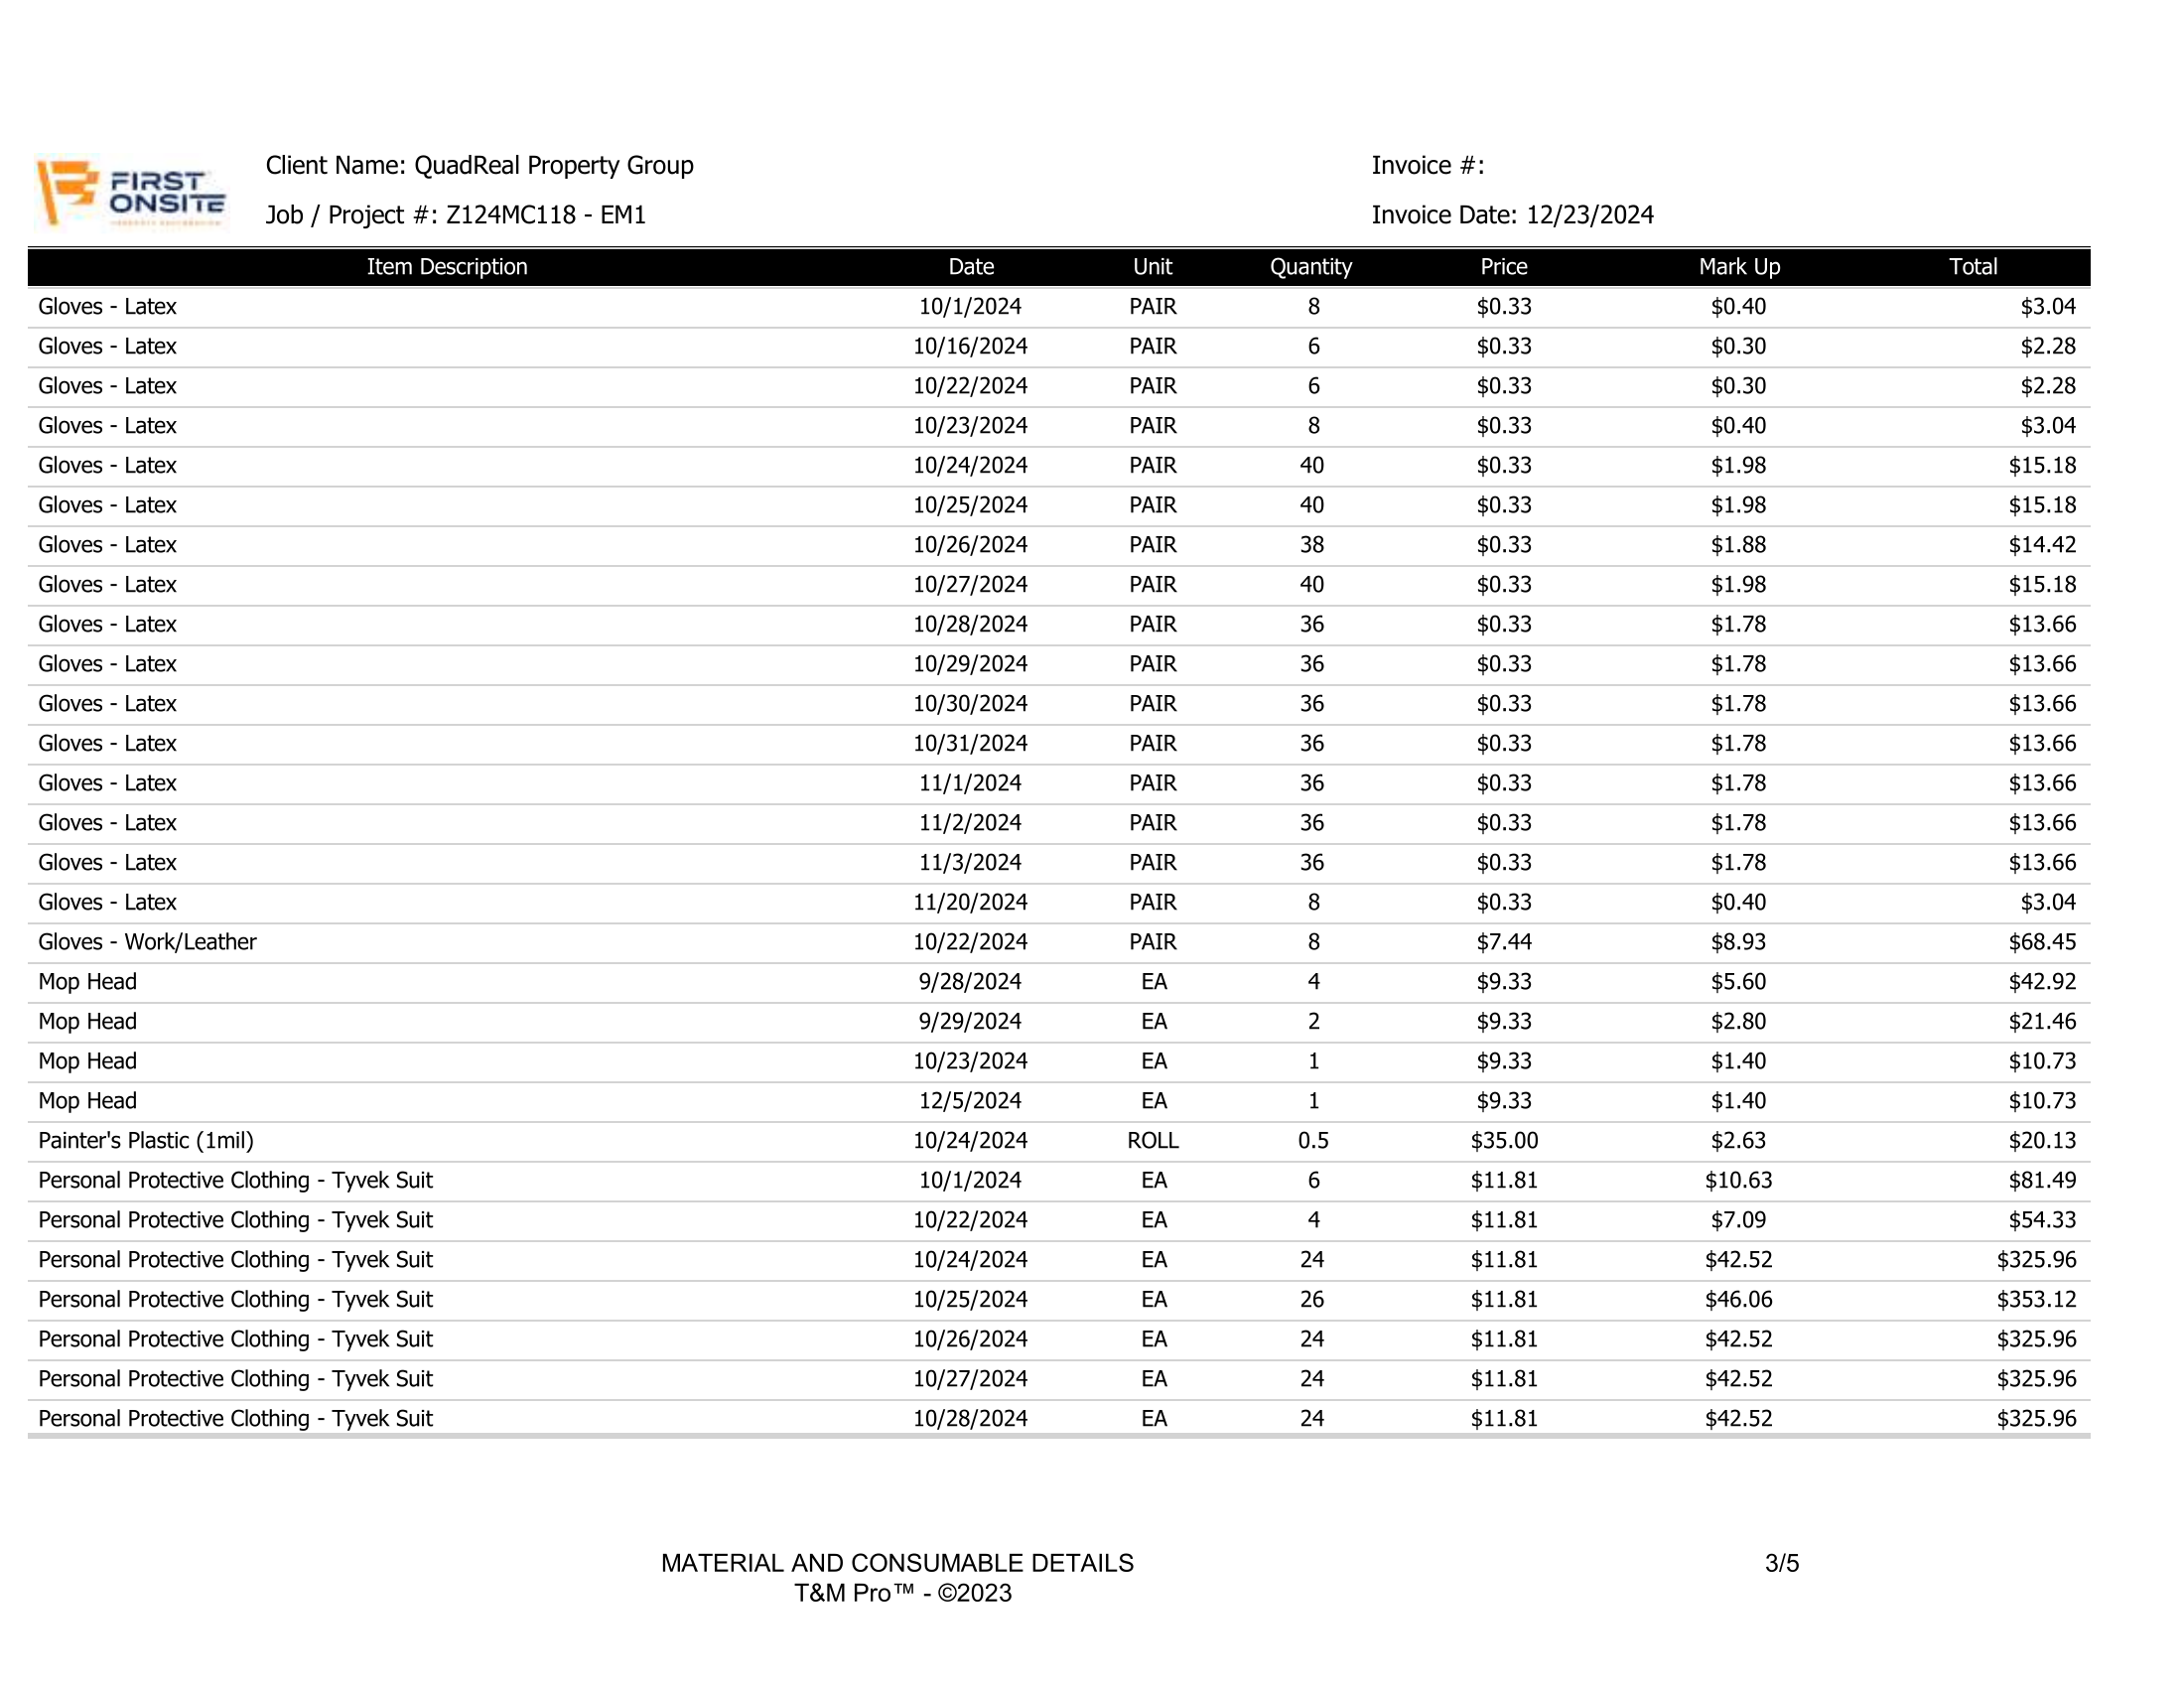 FIRST
ONSITE
Client Name: QuadReal Property Group
Invoice #:
Job / Project #: Z124MC118 - EM1
Invoice Date: 12/23/2024
Item Description Date Unit Quantity Price Mark Up Total
Gloves - Latex 10/1/2024 PAIR 8 $0.33 $0.40 $3.04
Gloves - Latex 10/16/2024 PAIR 6 $0.33 $0.30 $2.28
Gloves - Latex 10/22/2024 PAIR 6 $0.33 $0.30 $2.28
Gloves - Latex 10/23/2024 PAIR 8 $0.33 $0.40 $3.04
Gloves - Latex 10/24/2024 PAIR 40 $0.33 $1.98 $15.18
Gloves - Latex 10/25/2024 PAIR 40 $0.33 $1.98 $15.18
Gloves - Latex 10/26/2024 PAIR 38 $0.33 $1.88 $14.42
Gloves - Latex 10/27/2024 PAIR 40 $0.33 $1.98 $15.18
Gloves - Latex 10/28/2024 PAIR 36 $0.33 $1.78 $13.66
Gloves - Latex 10/29/2024 PAIR 36 $0.33 $1.78 $13.66
Gloves - Latex 10/30/2024 PAIR 36 $0.33 $1.78 $13.66
Gloves - Latex 10/31/2024 PAIR 36 $0.33 $1.78 $13.66
Gloves - Latex 11/1/2024 PAIR 36 $0.33 $1.78 $13.66
Gloves - Latex 11/2/2024 PAIR 36 $0.33 $1.78 $13.66
Gloves - Latex 11/3/2024 PAIR 36 $0.33 $1.78 $13.66
Gloves - Latex 11/20/2024 PAIR 8 $0.33 $0.40 $3.04
Gloves - Work/Leather 10/22/2024 PAIR 8 $7.44 $8.93 $68.45
Mop Head 9/28/2024 EA 4 $9.33 $5.60 $42.92
Mop Head 9/29/2024 EA 2 $9.33 $2.80 $21.46
Mop Head 10/23/2024 EA 1 $9.33 $1.40 $10.73
Mop Head 12/5/2024 EA 1 $9.33 $1.40 $10.73
Painter's Plastic (1mil) 10/24/2024 ROLL 0.5 $35.00 $2.63 $20.13
Personal Protective Clothing - Tyvek Suit 10/1/2024 EA 6 $11.81 $10.63 $81.49
Personal Protective Clothing - Tyvek Suit 10/22/2024 EA 4 $11.81 $7.09 $54.33
Personal Protective Clothing - Tyvek Suit 10/24/2024 EA 24 $11.81 $42.52 $325.96
Personal Protective Clothing - Tyvek Suit 10/25/2024 EA 26 $11.81 $46.06 $353.12
Personal Protective Clothing - Tyvek Suit 10/26/2024 EA 24 $11.81 $42.52 $325.96
Personal Protective Clothing - Tyvek Suit 10/27/2024 EA 24 $11.81 $42.52 $325.96
Personal Protective Clothing - Tyvek Suit 10/28/2024 EA 24 $11.81 $42.52 $325.96
MATERIAL AND CONSUMABLE DETAILS 3/5
T&M Pro™ - ©2023